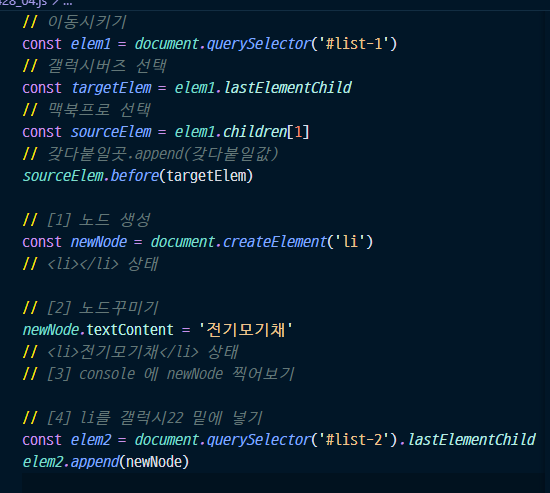 428_04.js > ...
// 이동시키기
const elem1 = document.querySelector('#list-1')
// 갤럭시버즈 선택
const targetElem = elem1.lastElementChild
// 맥북프로 선택
const sourceElem = elem1.children[1]
// 갖다붙일곳.append(갖다붙일값)
sourceElem.before(targetElem)
// [1] 노드 생성
const newNode = document.createElement('li')
// <li></li> 상태
// [2] 노드꾸미기
newNode.textContent = '전기모기채'
// <li>전기모기채</li> 상태
// [3] console 에 newNode 찍어보기
// [4] li를 갤럭시22 밑에 넣기
const elem2 = document.querySelector('#list-2').lastElementChild
elem2.append(newNode)